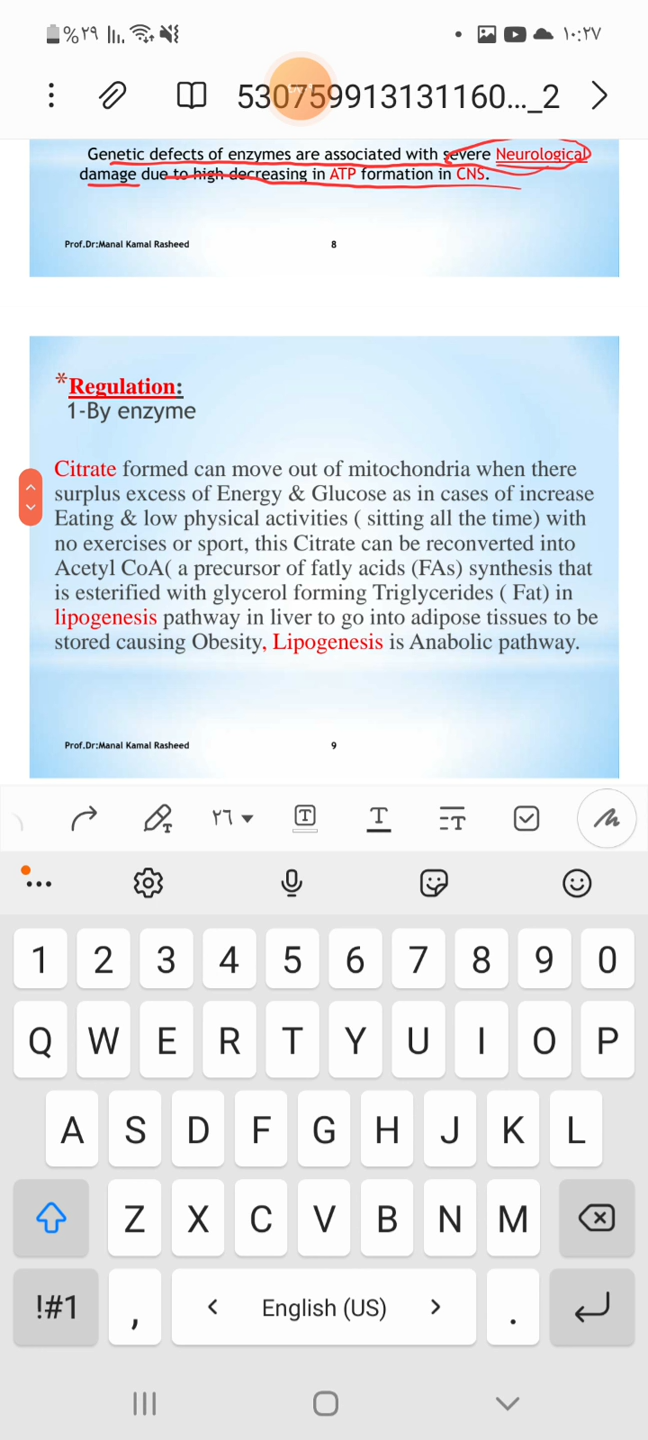 %٢٩ ١٠:٢٧
530759913131160..._2
Genetic defects of enzymes are associated with severe Neurological
damage due to high decreasing in ATP formation in CNS.
Prof.Dr:Manal Kamal Rasheed 8
*Regulation:
1-By enzyme
Citrate formed can move out of mitochondria when there
surplus excess of Energy & Glucose as in cases of increase
Eating & low physical activities ( sitting all the time) with
no exercises or sport, this Citrate can be reconverted into
Acetyl CoA( a precursor of fatly acids (FAs) synthesis that
is esterified with glycerol forming Triglycerides ( Fat) in
lipogenesis pathway in liver to go into adipose tissues to be
stored causing Obesity, Lipogenesis is Anabolic pathway.
Prof.Dr:Manal Kamal Rasheed 9
٢٦
1 2 3 4 5 6 7 8 9 0
Q W E R T Y U I O P
A S D F G H J K L
Z X C V B N M
!#1 , < English (US) > .